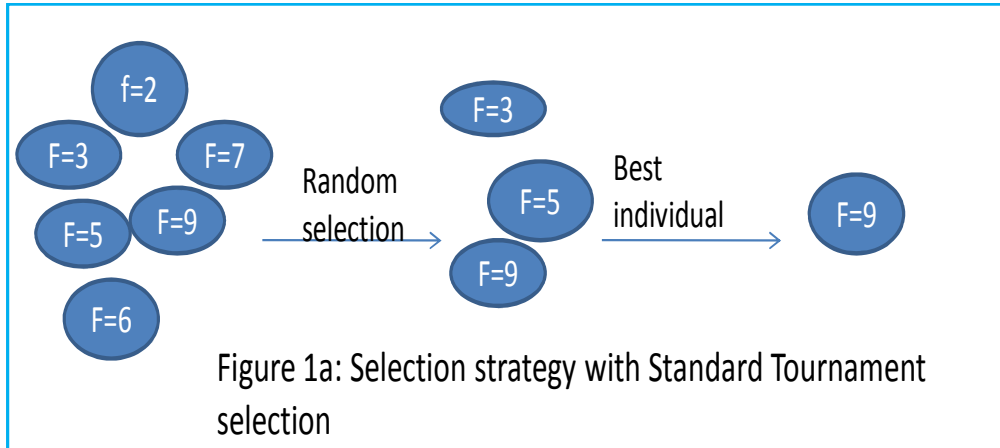 f=2
F=3
F=7
F=5
F=9
F=6
Random
selection
F=3
F=5
F=9
Best
individual
F=9
Figure 1a: Selection strategy with Standard Tournament
selection